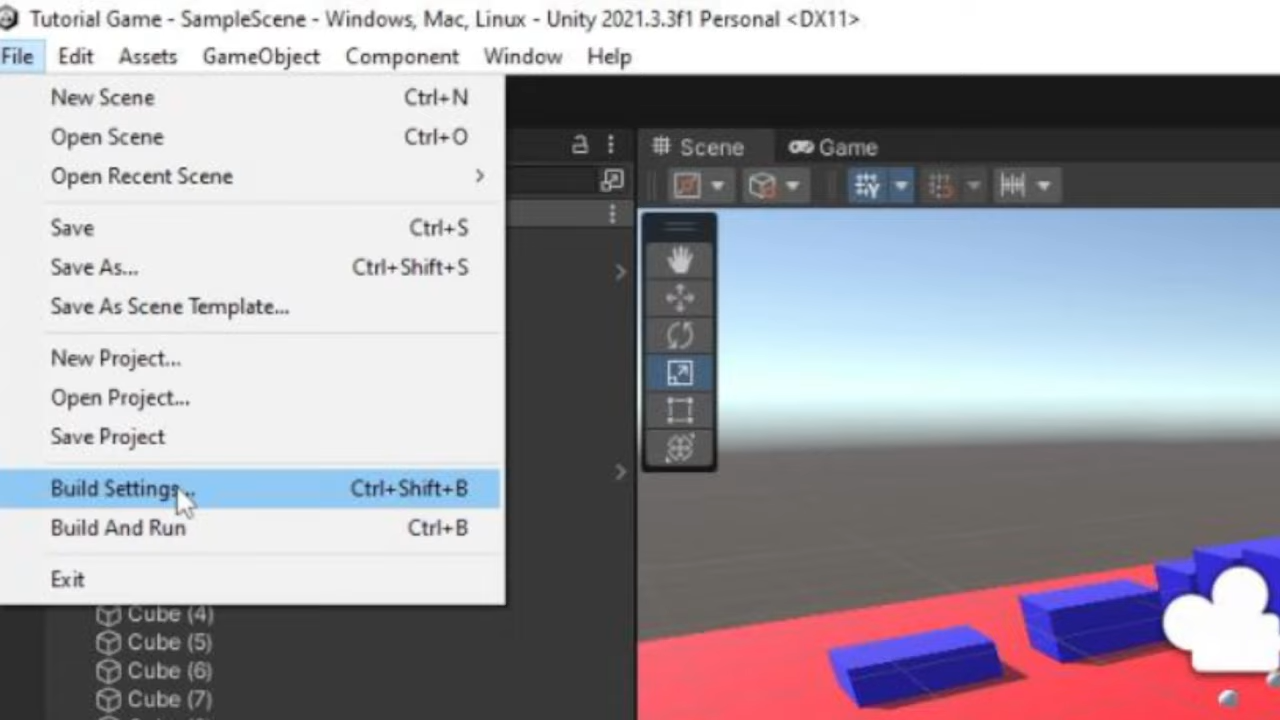 Tutorial Game - SampleScene - Windows, Mac, Linux - Unity 2021.3.3f1 Personal <DX11>
File Edit Assets GameObject Component Window Help
New Scene Ctrl+N
Open Scene Ctrl+O
Open Recent Scene
Save Ctrl+S
Save As... Ctrl+Shift+S
Save As Scene Template...
New Project...
Open Project...
Save Project
Build Settings... Ctrl+Shift+B
Build And Run Ctrl+B
Exit
Scene Game
Cube (4)
Cube (5)
Cube (6)
Cube (7)